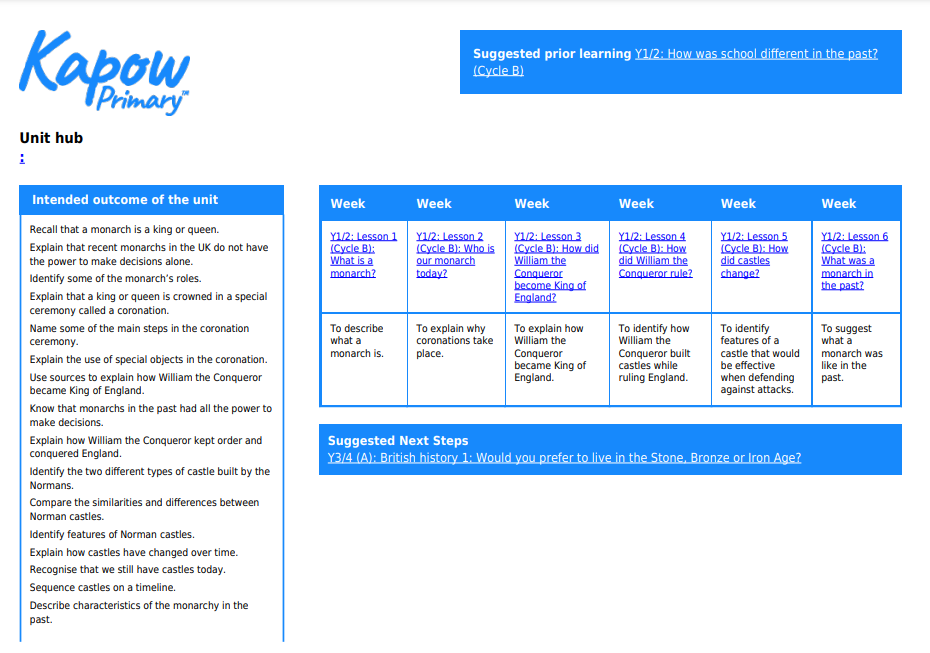 Kapow
Primary™
Suggested prior learning Y1/2: How was school different in the past?
(Cycle B)
Unit hub
:
Intended outcome of the unit
Recall that a monarch is a king or queen.
Explain that recent monarchs in the UK do not have
the power to make decisions alone.
Identify some of the monarch’s roles.
Explain that a king or queen is crowned in a special
ceremony called a coronation.
Name some of the main steps in the coronation
ceremony.
Explain the use of special objects in the coronation.
Use sources to explain how William the Conqueror
became King of England.
Know that monarchs in the past had all the power to
make decisions.
Explain how William the Conqueror kept order and
conquered England.
Identify the two different types of castle built by the
Normans.
Compare the similarities and differences between
Norman castles.
Identify features of Norman castles.
Explain how castles have changed over time.
Recognise that we still have castles today.
Sequence castles on a timeline.
Describe characteristics of the monarchy in the
past.
Week
Week
Week
Week
Week
Week
Y1/2: Lesson 1
(Cycle B):
What is a
monarch?
Y1/2: Lesson 2
(Cycle B): Who is
our monarch
today?
Y1/2: Lesson 3
(Cycle B): How did
William the
Conqueror
become King of
England?
Y1/2: Lesson 4
(Cycle B): How
did William the
Conqueror rule?
Y1/2: Lesson 5
(Cycle B): How
did castles
change?
Y1/2: Lesson 6
(Cycle B):
What was a
monarch in
the past?
To describe
what a
monarch is.
To explain why
coronations take
place.
To explain how
William the
Conqueror
became King of
England.
To identify how
William the
Conqueror built
castles while
ruling England.
To identify
features of a
castle that would
be effective
when defending
against attacks.
To suggest
what a
monarch was
like in the
past.
Suggested Next Steps
Y3/4 (A): British history 1: Would you prefer to live in the Stone, Bronze or Iron Age?